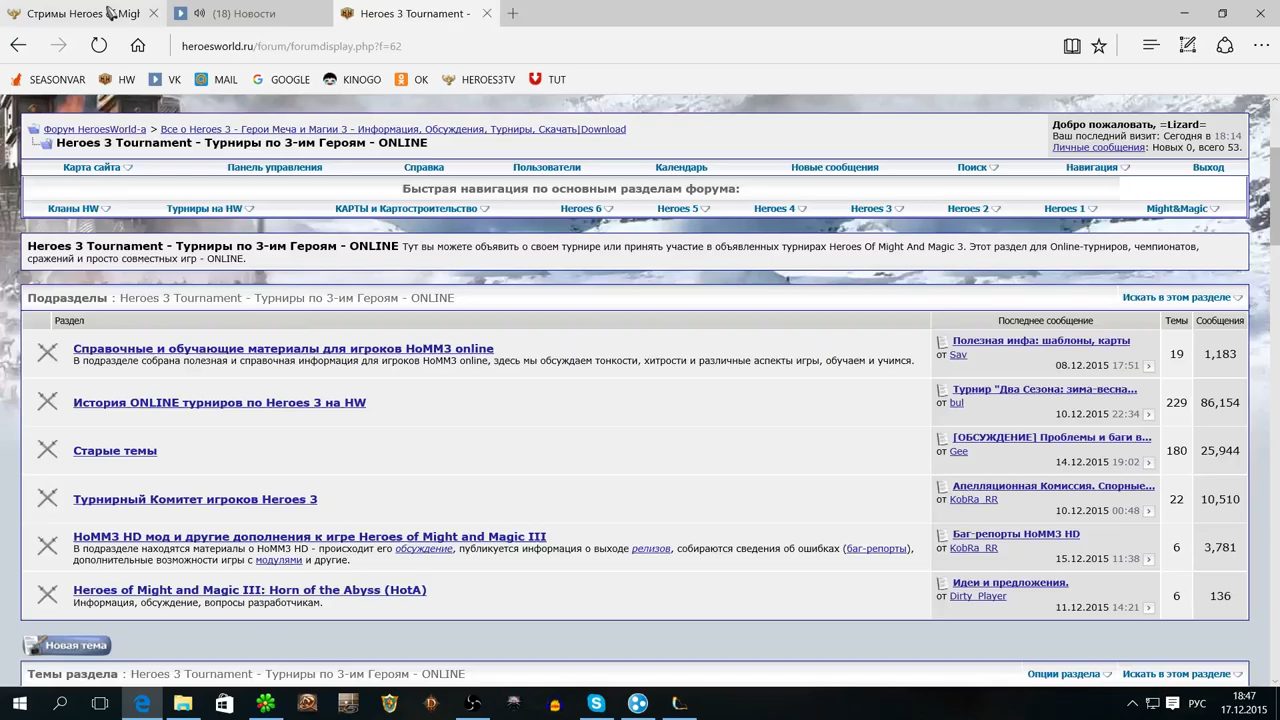 Стримы Heroes Migh
(18) Новости
Heroes 3 Tournament -
heroesworld.ru/forum/forumdisplay.php?f=62
SEASONVAR HW VK MAIL GOOGLE KINOGO OK HEROES3TV TUT
Форум HeroesWorld-а > Все о Heroes 3 - Герои Меча и Магии 3 - Информация, Обсуждения, Турниры, Скачать|Download
Heroes 3 Tournament - Турниры по 3-им Героям - ONLINE
Добро пожаловать, =Lizard=
Ваш последний визит: Сегодня в 18:14
Личные сообщения: Новых 0, всего 53.
Карта сайта Панель управления Справка Пользователи Календарь Новые сообщения Поиск Навигация Выход
Быстрая навигация по основным разделам форума:
Кланы HW Турниры на HW КАРТЫ и Картостроительство Heroes 6 Heroes 5 Heroes 4 Heroes 3 Heroes 2 Heroes 1 Might&Magic
Heroes 3 Tournament - Турниры по 3-им Героям - ONLINE Тут вы можете объявить о своем турнире или принять участие в объявленных турнирах Heroes Of Might And Magic 3. Этот раздел для Online-турниров, чемпионатов,
сражений и просто совместных игр - ONLINE.
Подразделы : Heroes 3 Tournament - Турниры по 3-им Героям - ONLINE Искать в этом разделе
Раздел Последнее сообщение Темы Сообщения
Справочные и обучающие материалы для игроков HoMM3 online
В подразделе собрана полезная и справочная информация для игроков HoMM3 online, здесь мы обсуждаем тонкости, хитрости и различные аспекты игры, обучаем и учимся.
Полезная инфа: шаблоны, карты
от Sav
08.12.2015 17:51
19 1,183
История ONLINE турниров по Heroes 3 на HW
Турнир "Два Сезона: зима-весна...
от bul
10.12.2015 22:34
229 86,154
Старые темы
[ОБСУЖДЕНИЕ] Проблемы и баги в...
от Gee
14.12.2015 19:02
180 25,944
Турнирный Комитет игроков Heroes 3
Апелляционная Комиссия. Спорные...
от KobRa_RR
10.12.2015 00:48
22 10,510
HoMM3 HD мод и другие дополнения к игре Heroes of Might and Magic III
В подразделе находятся материалы о HoMM3 HD - происходит его обсуждение, публикуется информация о выходе релизов, собираются сведения об ошибках (баг-репорты),
дополнительные возможности игры с модулями и другие.
Баг-репорты HoMM3 HD
от KobRa_RR
15.12.2015 11:38
6 3,781
Heroes of Might and Magic III: Horn of the Abyss (HotA)
Информация, обсуждение, вопросы разработчикам.
Идеи и предложения.
от Dirty_Player
11.12.2015 14:21
6 136
Новая тема
Темы раздела : Heroes 3 Tournament - Турниры по 3-им Героям - ONLINE Опции раздела Искать в этом разделе
РУС
18:47
17.12.2015